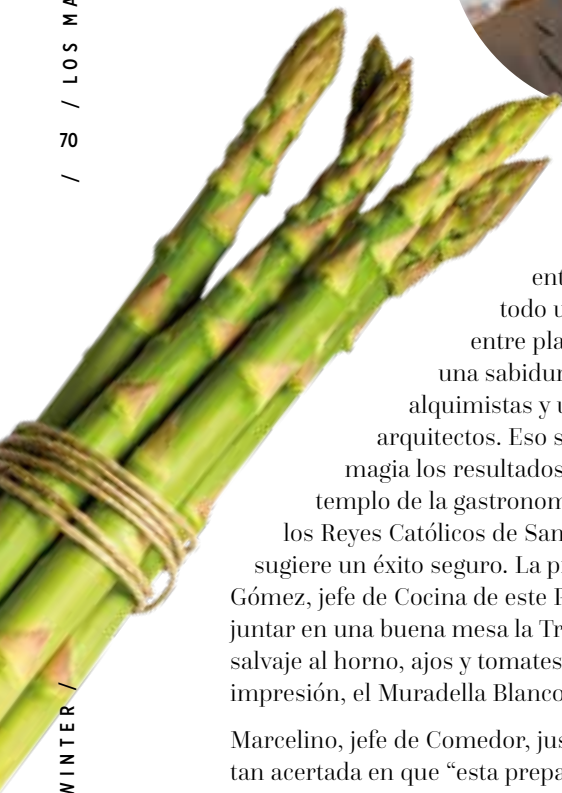 / 70 / LOS MA
WINTER /
ent
todo u
entre pla
una sabidur
alquimistas y u
arquitectos. Eso s
magia los resultados
templo de la gastronom
los Reyes Católicos de San
sugiere un éxito seguro. La p
Gómez, jefe de Cocina de este P
juntar en una buena mesa la Tr
salvaje al horno, ajos y tomates
impresión, el Muradella Blanco
Marcelino, jefe de Comedor, jus
tan acertada en que “esta prepa